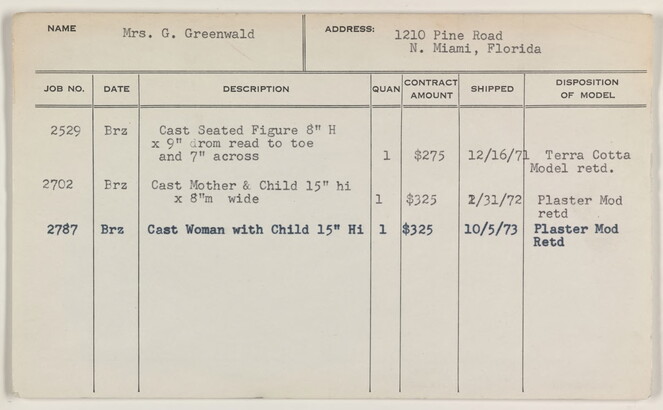 NAME Mrs. G. Greenwald ADDRESS: 1210 Pine Road
N. Miami, Florida
JOB NO. DATE DESCRIPTION QUAN CONTRACT AMOUNT SHIPPED DISPOSITION OF MODEL
2529 Brz Cast Seated Figure 8" H
x 9" drom read to toe
and 7" across 1 $275 12/16/71 Terra Cotta
Model retd.
2702 Brz Cast Mother & Child 15" hi
x 8"m wide 1 $325 2/31/72 Plaster Mod
retd
2787 Brz Cast Woman with Child 15" Hi 1 $325 10/5/73 Plaster Mod
Retd